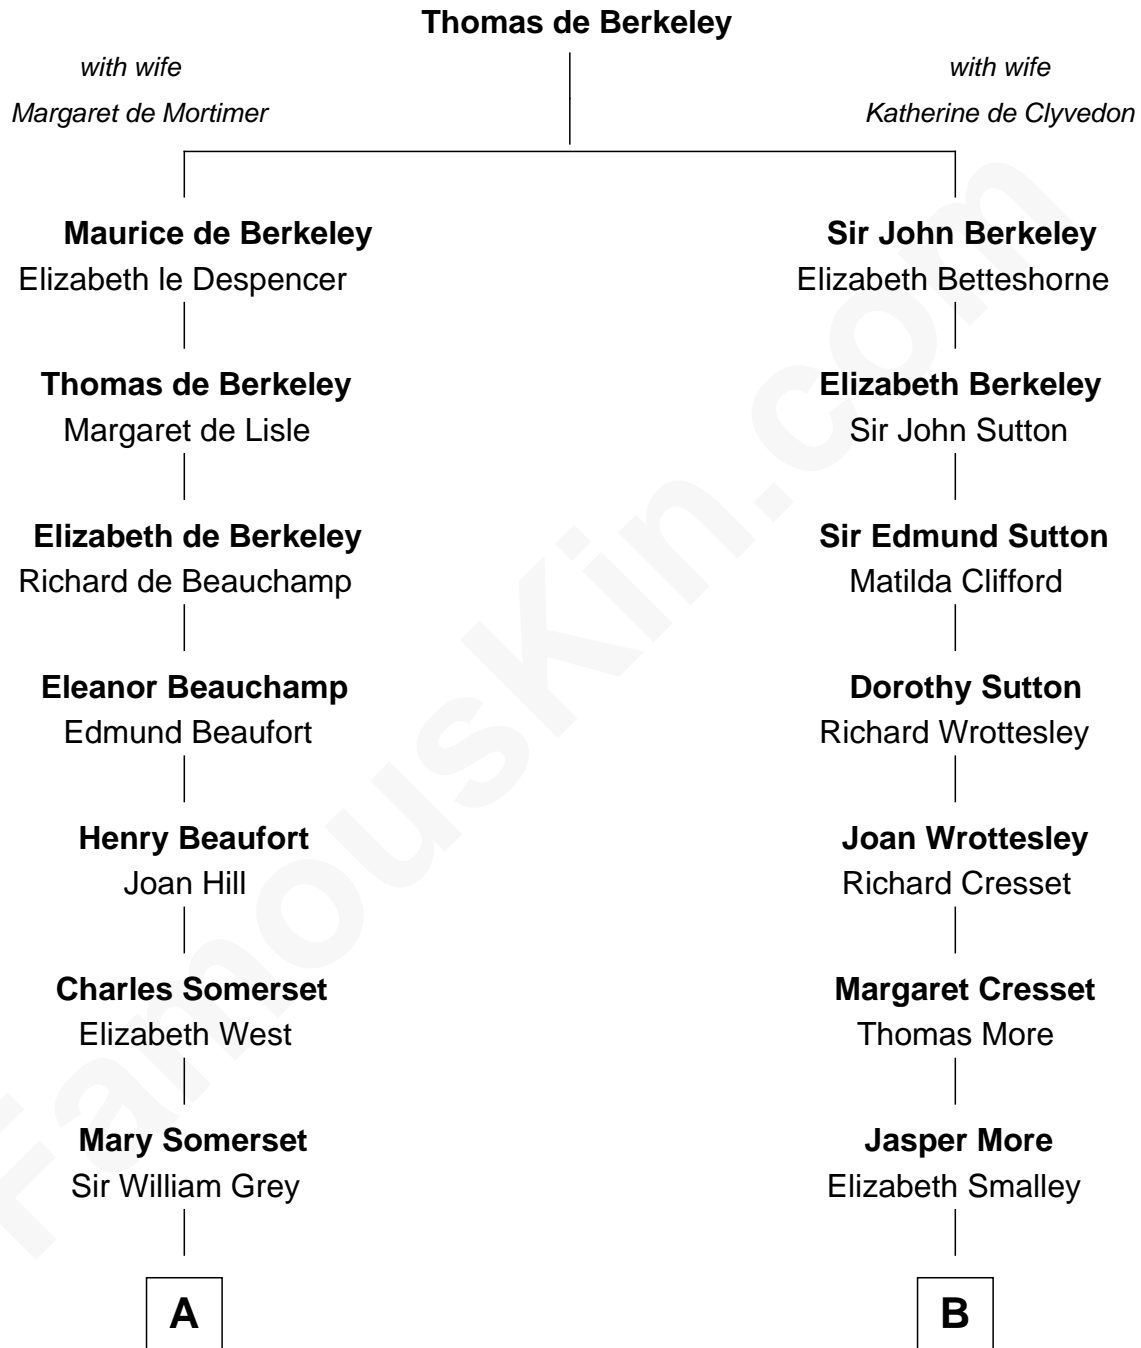 Thomas de Berkeley
with wife
Margaret de Mortimer
with wife
Katherine de Clyvedon
Maurice de Berkeley
Elizabeth le Despencer
Sir John Berkeley
Elizabeth Betteshorne
Thomas de Berkeley
Margaret de Lisle
Elizabeth Berkeley
Sir John Sutton
Elizabeth de Berkeley
Richard de Beauchamp
Sir Edmund Sutton
Matilda Clifford
Eleanor Beauchamp
Edmund Beaufort
Dorothy Sutton
Richard Wrottesley
Henry Beaufort
Joan Hill
Joan Wrottesley
Richard Cresset
Charles Somerset
Elizabeth West
Margaret Cresset
Thomas More
Mary Somerset
Sir William Grey
Jasper More
Elizabeth Smalley
A
B
FamousKin.com